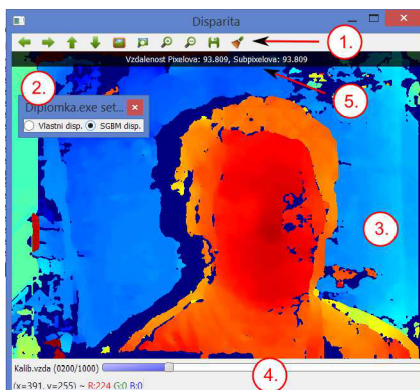 Disparita
1.
Vzdalenost Pixelova: 93.809, Subpixelova: 93.809
2.
5.
Diplomka.exe set...
Vlastni disp. SGBM disp.
3.
Kalib.vzda (0200/1000)
4.
(x=391, y=255) ~ R:224 G:0 B:0